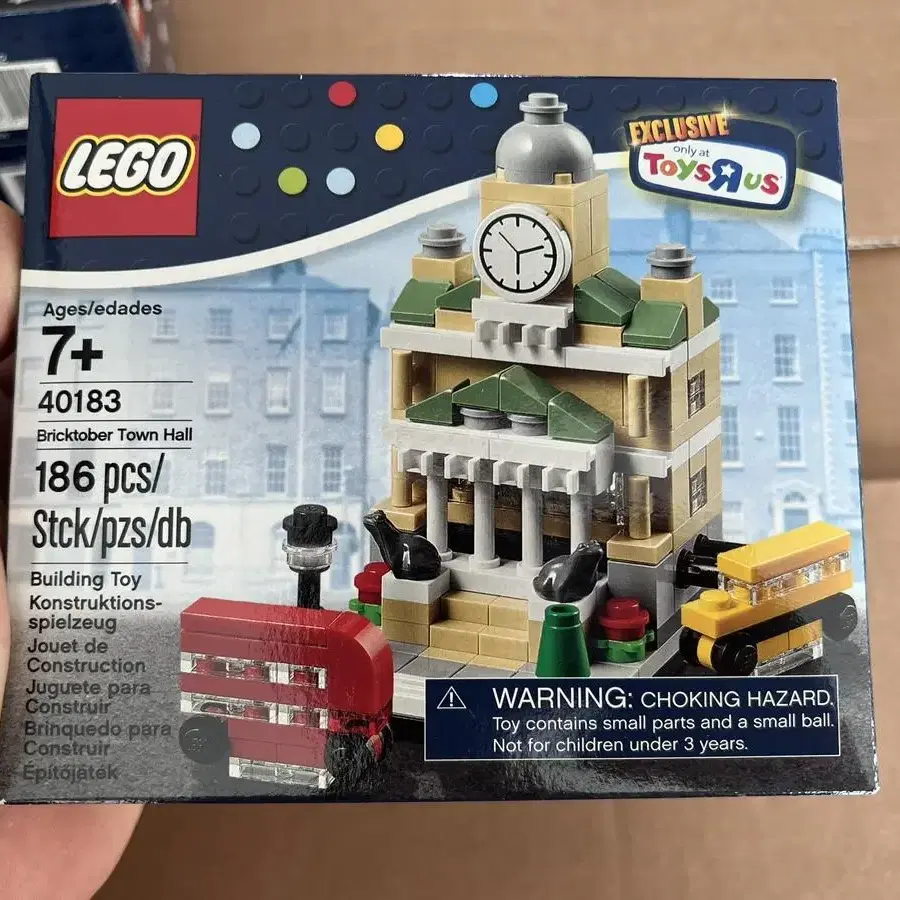 LEGO
EXCLUSIVE
only at
ToysRus
Ages/edades
7+
40183
Bricktober Town Hall
186 pcs/
Stck/pzs/db
Building Toy
Konstruktions-
spielzeug
Jouet de
Construction
Juguete para
Construir
Brinquedo para
Construir
Építőjáték
WARNING: CHOKING HAZARD.
Toy contains small parts and a small ball.
Not for children under 3 years.